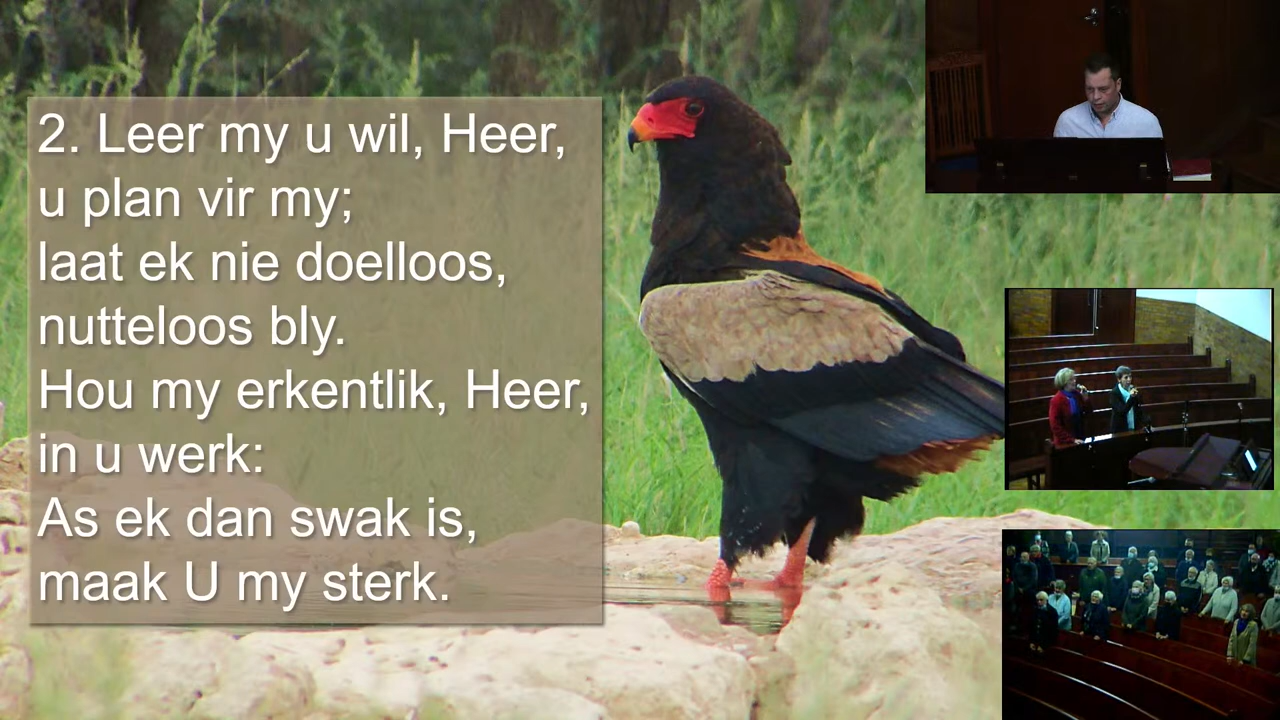 2. Leer my u wil, Heer,
u plan vir my;
laat ek nie doelloos,
nutteloos bly.
Hou my erkentlik, Heer,
in u werk:
As ek dan swak is,
maak U my sterk.